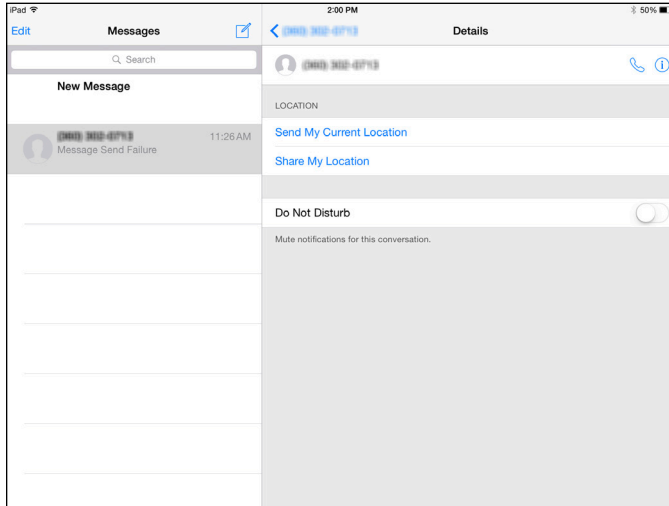 iPad
2:00 PM
50%
Edit
Messages
Details
Search
New Message
11:26 AM
Message Send Failure
LOCATION
Send My Current Location
Share My Location
Do Not Disturb
Mute notifications for this conversation.